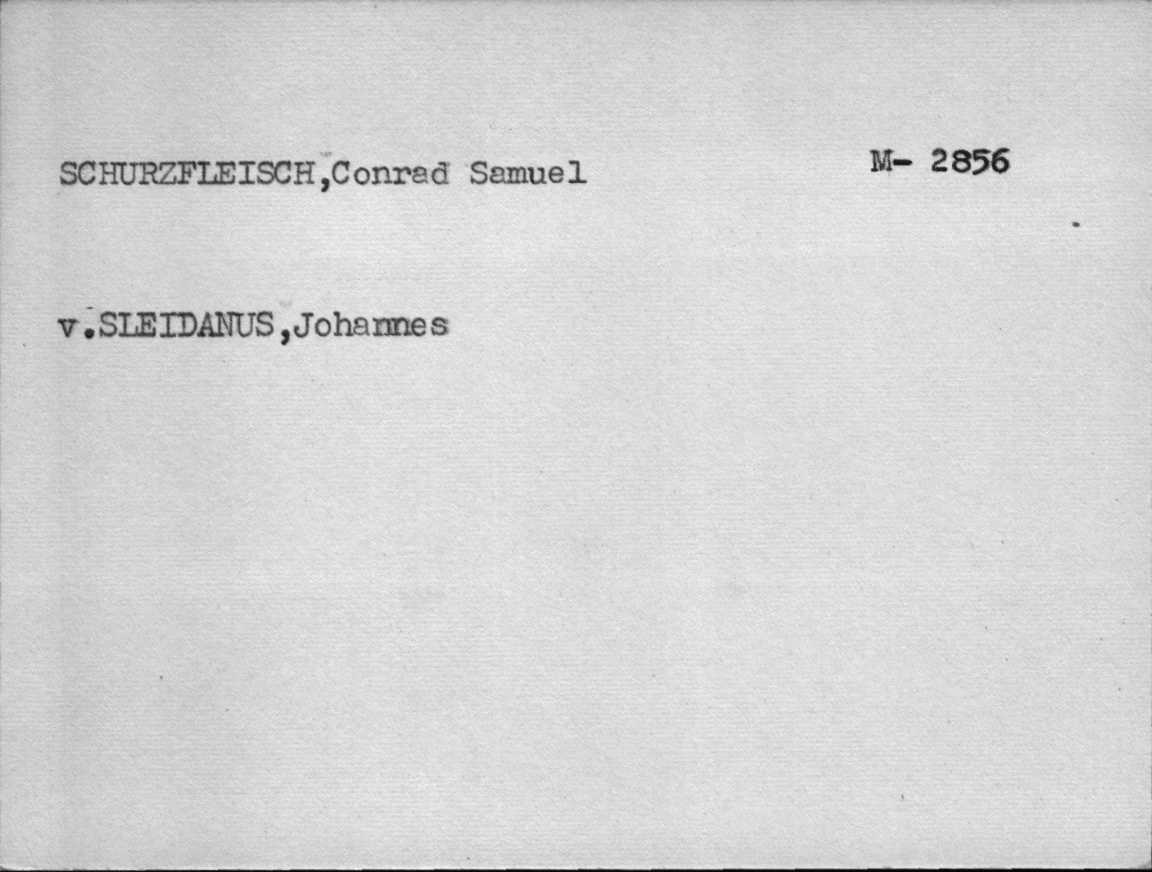 SCHURZFLEISCH,Conrad Samuel M- 2856
v.SLEIDANUS,Johannes